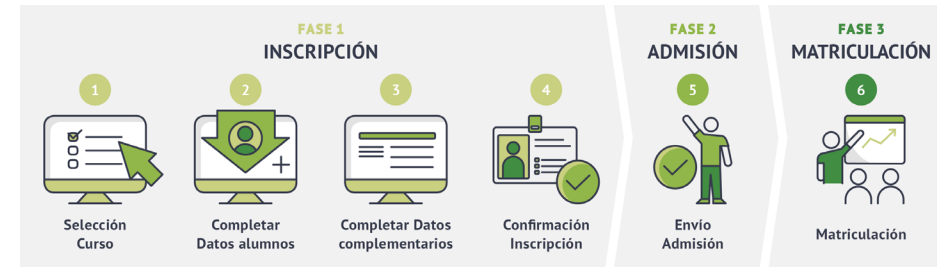 FASE 1
INSCRIPCIÓN
1
2
3
4
Selección
Curso
Completar
Datos alumnos
Completar Datos
complementarios
Confirmación
Inscripción
FASE 2
ADMISIÓN
5
Envío
Admisión
FASE 3
MATRICULACIÓN
6
Matriculación